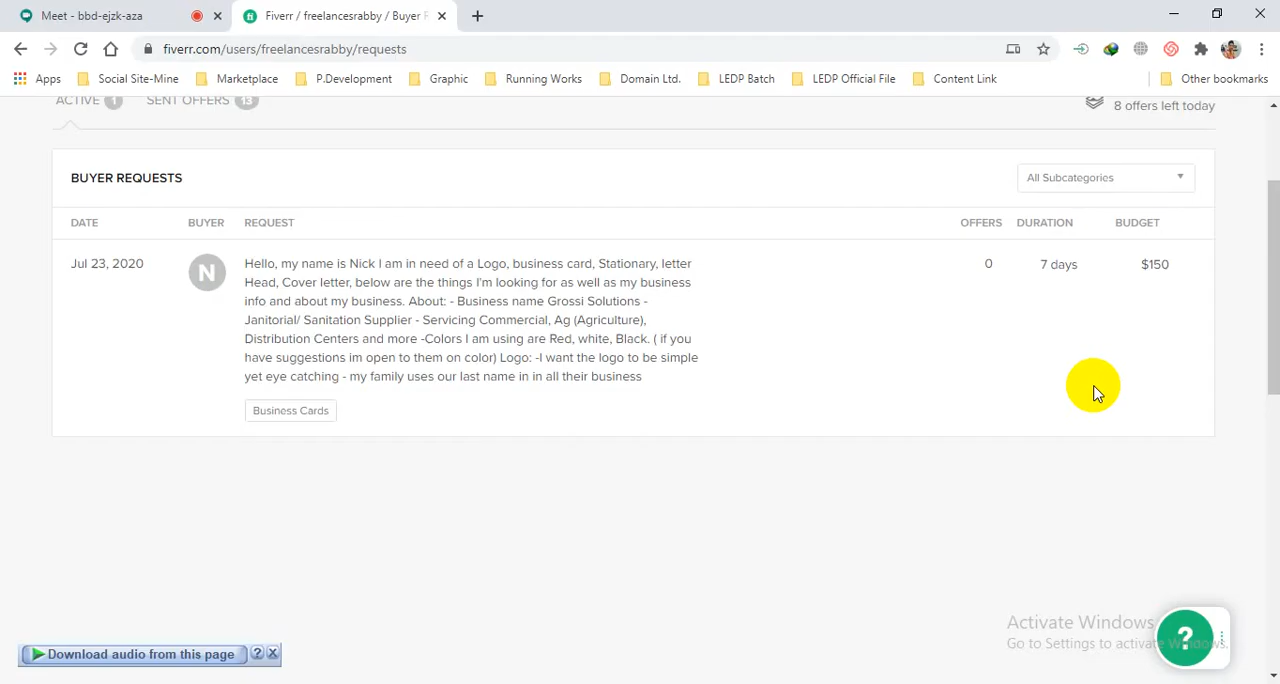 Meet - bbd-ejzk-aza
Fiverr / freelancesrabby / Buyer R
fiverr.com/users/freelancesrabby/requests
Apps Social Site-Mine Marketplace P.Development Graphic Running Works Domain Ltd. LEDP Batch LEDP Official File Content Link Other bookmarks
ACTIVE 1 SENT OFFERS 13 8 offers left today
BUYER REQUESTS All Subcategories
DATE BUYER REQUEST OFFERS DURATION BUDGET
Jul 23, 2020 N Hello, my name is Nick I am in need of a Logo, business card, Stationary, letter 0 7 days $150
Head, Cover letter, below are the things I'm looking for as well as my business
info and about my business. About: - Business name Grossi Solutions -
Janitorial/ Sanitation Supplier - Servicing Commercial, Ag (Agriculture),
Distribution Centers and more -Colors I am using are Red, white, Black. ( if you
have suggestions im open to them on color) Logo: -I want the logo to be simple
yet eye catching - my family uses our last name in in all their business
Business Cards
Activate Windows
Go to Settings to activate Windows.
?
Download audio from this page ? X